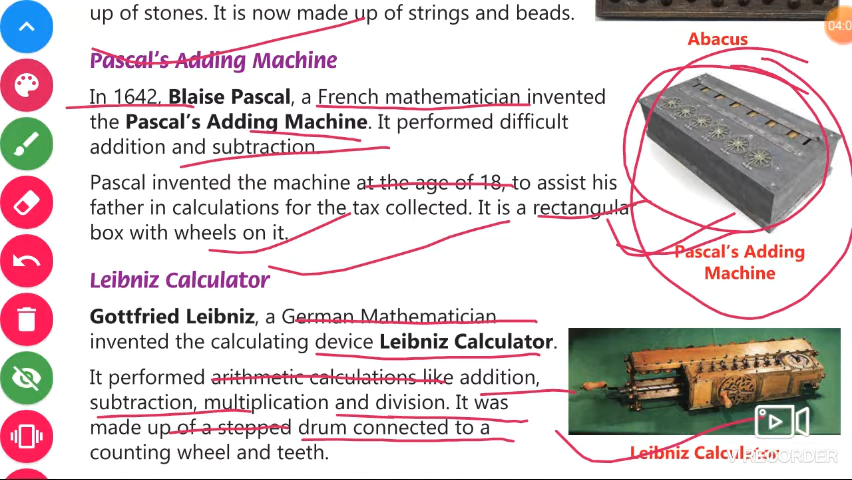 up of stones. It is now made up of strings and beads.
Abacus
04:0
Pascal's Adding Machine
In 1642, Blaise Pascal, a French mathematician invented
the Pascal's Adding Machine. It performed difficult
addition and subtraction.
Pascal invented the machine at the age of 18, to assist his
father in calculations for the tax collected. It is a rectangula
box with wheels on it.
Pascal's Adding
Machine
Leibniz Calculator
Gottfried Leibniz, a German Mathematician
invented the calculating device Leibniz Calculator.
It performed arithmetic calculations like addition,
subtraction, multiplication and division. It was
made up of a stepped drum connected to a
counting wheel and teeth.
Leibniz Calculator
V RECORDER